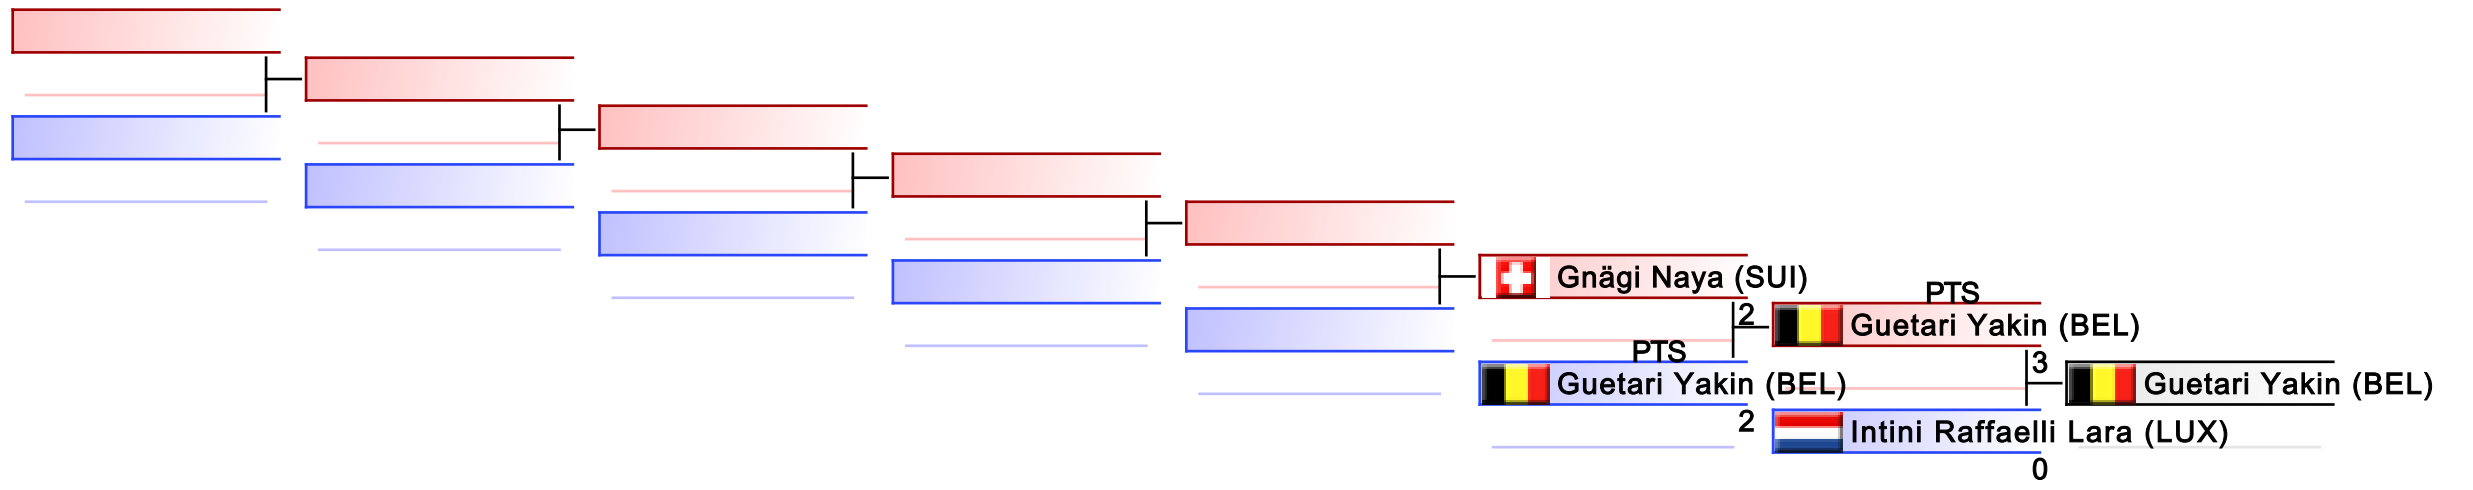 Gnägi Naya (SUI)
2
PTS
Guetari Yakin (BEL)
2
PTS
Guetari Yakin (BEL)
3
Intini Raffaelli Lara (LUX)
0
Guetari Yakin (BEL)